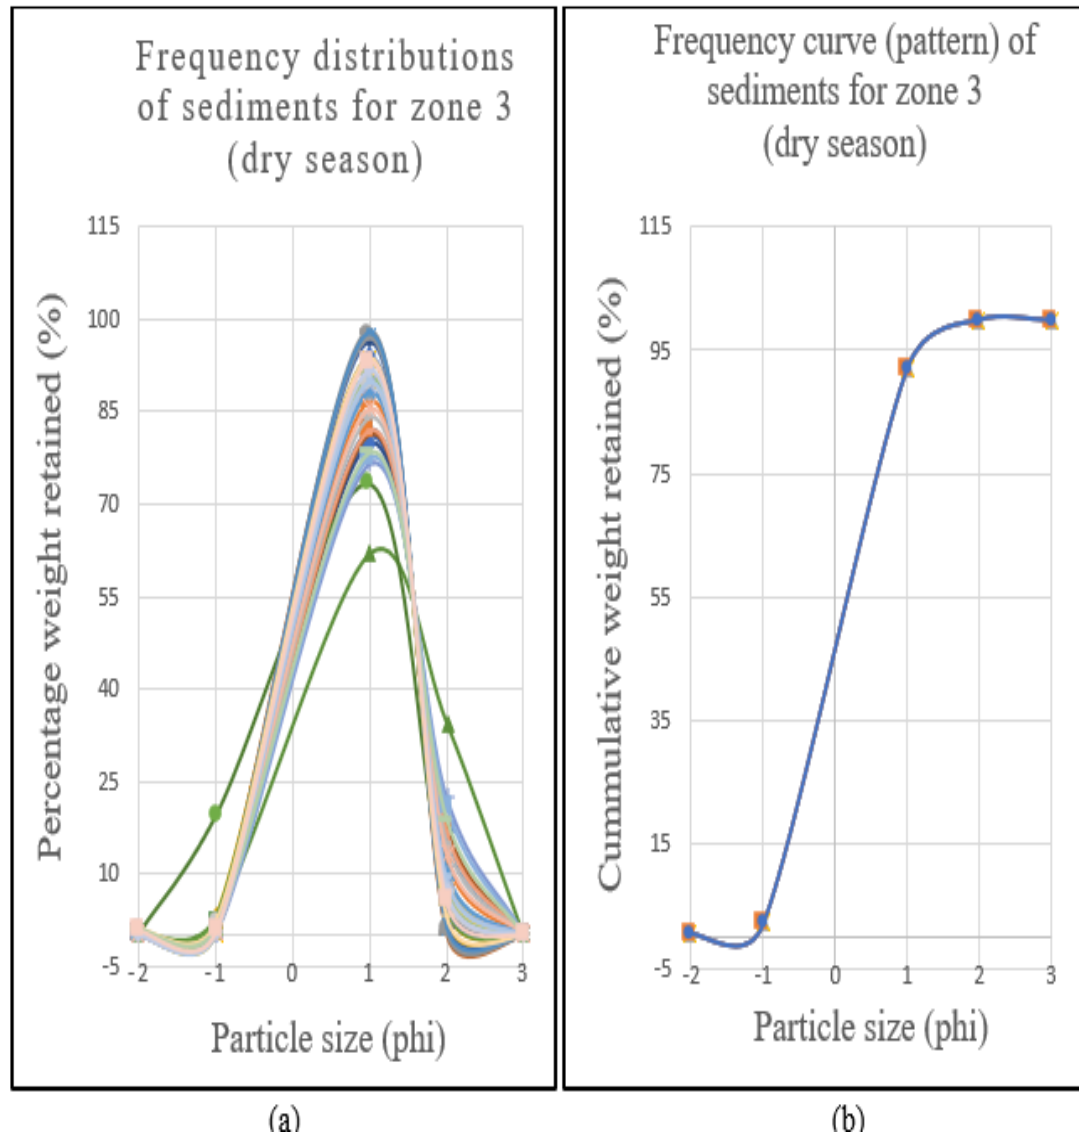 Frequency distributions
of sediments for zone 3
(dry season)
115
100
85
70
55
40
25
10
-5
-2
-1
0
1
2
3
Percentage weight retained (%)
Particle size (phi)
(a)
Frequency curve (pattern) of
sediments for zone 3
(dry season)
115
95
75
55
35
15
-5
-2
-1
0
1
2
3
Cummulative weight retained (%)
Particle size (phi)
(b)